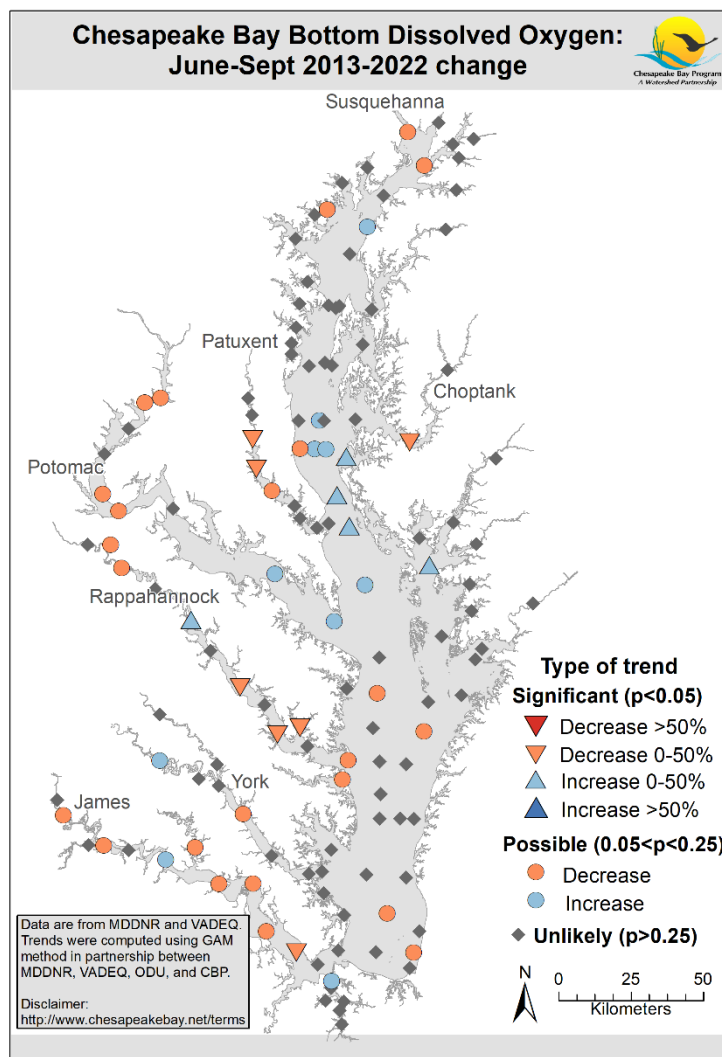 Chesapeake Bay Bottom Dissolved Oxygen:
June-Sept 2013-2022 change
Chesapeake Bay Program
A Watershed Partnership
Susquehanna
Patuxent
Choptank
Potomac
Rappahannock
York
James
Type of trend
Significant (p<0.05)
Decrease >50%
Decrease 0-50%
Increase 0-50%
Increase >50%
Possible (0.05<p<0.25)
Decrease
Increase
Unlikely (p>0.25)
Data are from MDDNR and VADEQ.
Trends were computed using GAM
method in partnership between
MDDNR, VADEQ, ODU, and CBP.
Disclaimer:
http://www.chesapeakebay.net/terms
N
0 25 50
Kilometers